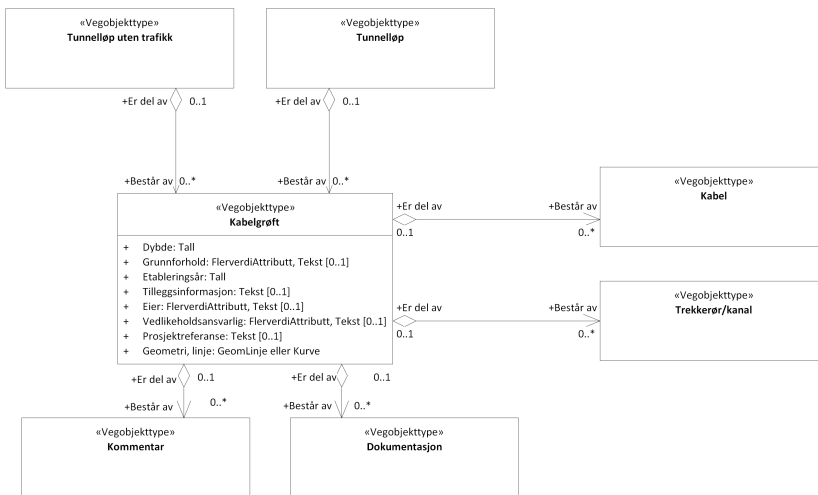 «Vegobjekttype»
Tunnelløp uten trafikk
«Vegobjekttype»
Tunnelløp
+Er del av 0..1
+Er del av 0..1
+Består av 0..*
+Består av 0..*
«Vegobjekttype»
Kabelgrøft
+ Dybde: Tall
+ Grunnforhold: FlerverdiAttributt, Tekst [0..1]
+ Etableringsår: Tall
+ Tilleggsinformasjon: Tekst [0..1]
+ Eier: FlerverdiAttributt, Tekst [0..1]
+ Vedlikeholdsansvarlig: FlerverdiAttributt, Tekst [0..1]
+ Prosjektreferanse: Tekst [0..1]
+ Geometri, linje: GeomLinje eller Kurve
+Er del av
0..1
+Består av
0..*
«Vegobjekttype»
Kabel
+Er del av
0..1
+Består av
0..*
«Vegobjekttype»
Trekkerør/kanal
+Er del av 0..1
+Er del av 0..1
+Består av 0..*
+Består av 0..*
«Vegobjekttype»
Kommentar
«Vegobjekttype»
Dokumentasjon